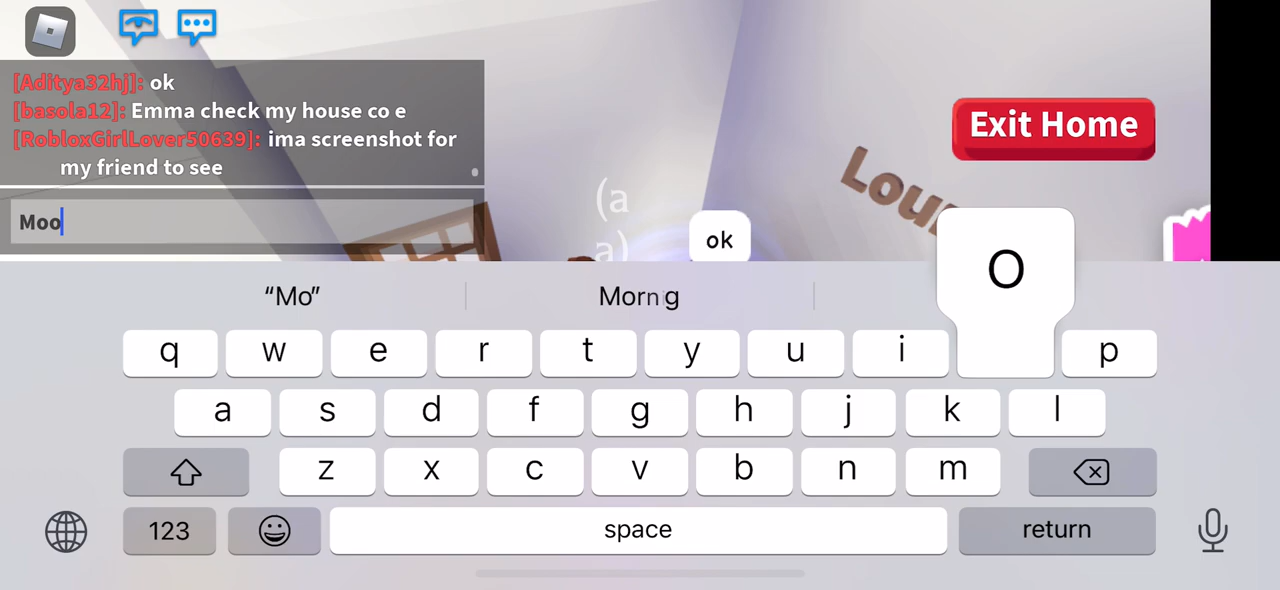 [Aditya32hj]: ok
[basola12]: Emma check my house co e
[RobloxGirlLover50639]: ima screenshot for
my friend to see
Exit Home
Moo
(a
a)
ok
Lou
O
“Mo”
q w e r t y u i p
a s d f g h j k l
z x c v b n m
123
space
return